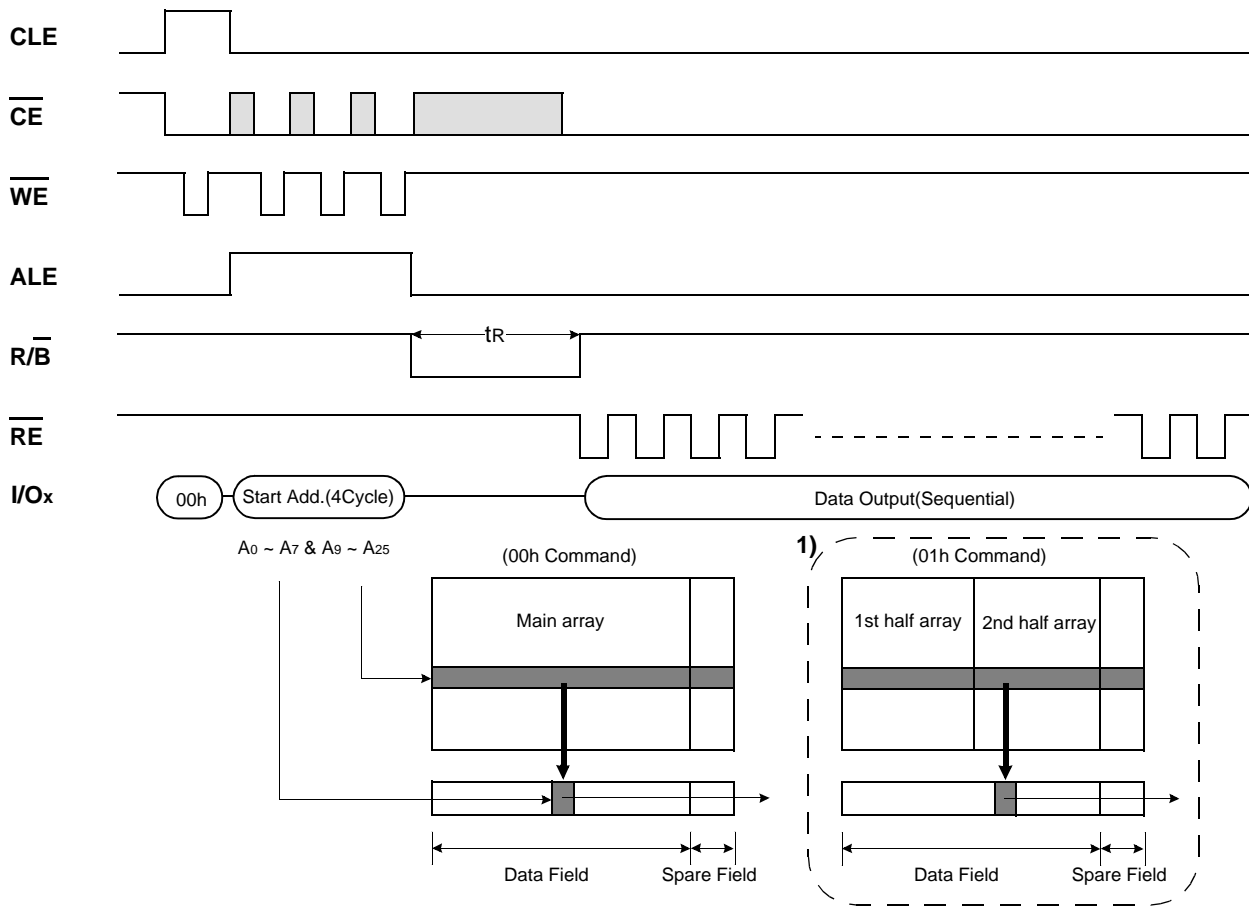 CLE
CE
WE
ALE
R/B
tR
RE
I/Ox
00h
Start Add.(4Cycle)
Data Output(Sequential)
A0 ~ A7 & A9 ~ A25
(00h Command)
Main array
Data Field
Spare Field
1)
(01h Command)
1st half array
2nd half array
Data Field
Spare Field